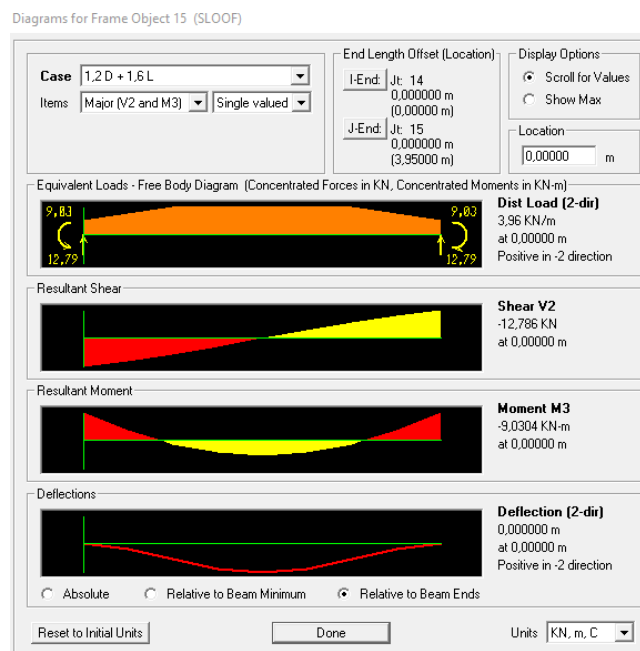 Diagrams for Frame Object 15 (SLOOF)
Case 1,2 D + 1,6 L
Items Major (V2 and M3) Single valued
End Length Offset (Location)
I-End: Jt: 14
0,000000 m
(0,00000 m)
J-End: Jt: 15
0,000000 m
(3,95000 m)
Display Options
Scroll for Values
Show Max
Location
0,00000 m
Equivalent Loads - Free Body Diagram (Concentrated Forces in KN, Concentrated Moments in KN-m)
9,03 9,03
12,79 12,79
Dist Load (2-dir)
3,96 KN/m
at 0,00000 m
Positive in -2 direction
Resultant Shear
Shear V2
-12,786 KN
at 0,00000 m
Resultant Moment
Moment M3
-9,0304 KN-m
at 0,00000 m
Deflections
Deflection (2-dir)
0,000000 m
at 0,00000 m
Positive in -2 direction
Absolute Relative to Beam Minimum Relative to Beam Ends
Reset to Initial Units Done Units KN, m, C